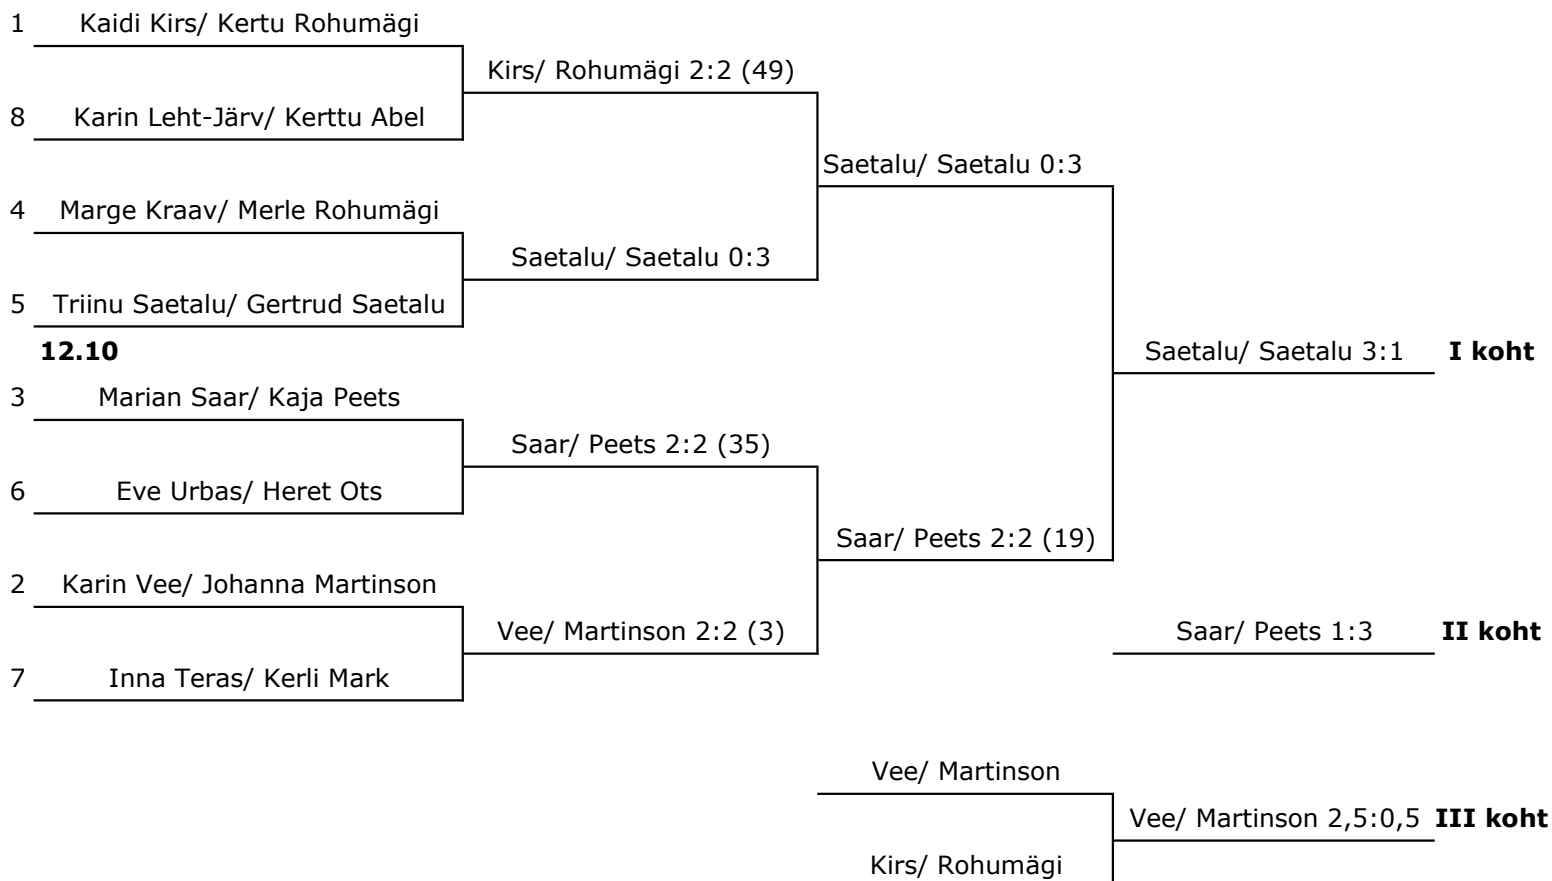 1 Kaidi Kirs/ Kertu Rohumägi
Kirs/ Rohumägi 2:2 (49)
8 Karin Leht-Järv/ Kerttu Abel
Saetalu/ Saetalu 0:3
4 Marge Kraav/ Merle Rohumägi
Saetalu/ Saetalu 0:3
5 Triinu Saetalu/ Gertrud Saetalu
12.10
Saetalu/ Saetalu 3:1 I koht
3 Marian Saar/ Kaja Peets
Saar/ Peets 2:2 (35)
6 Eve Urbas/ Heret Ots
Saar/ Peets 2:2 (19)
2 Karin Vee/ Johanna Martinson
Vee/ Martinson 2:2 (3)
Saar/ Peets 1:3 II koht
7 Inna Teras/ Kerli Mark
Vee/ Martinson
Vee/ Martinson 2,5:0,5 III koht
Kirs/ Rohumägi